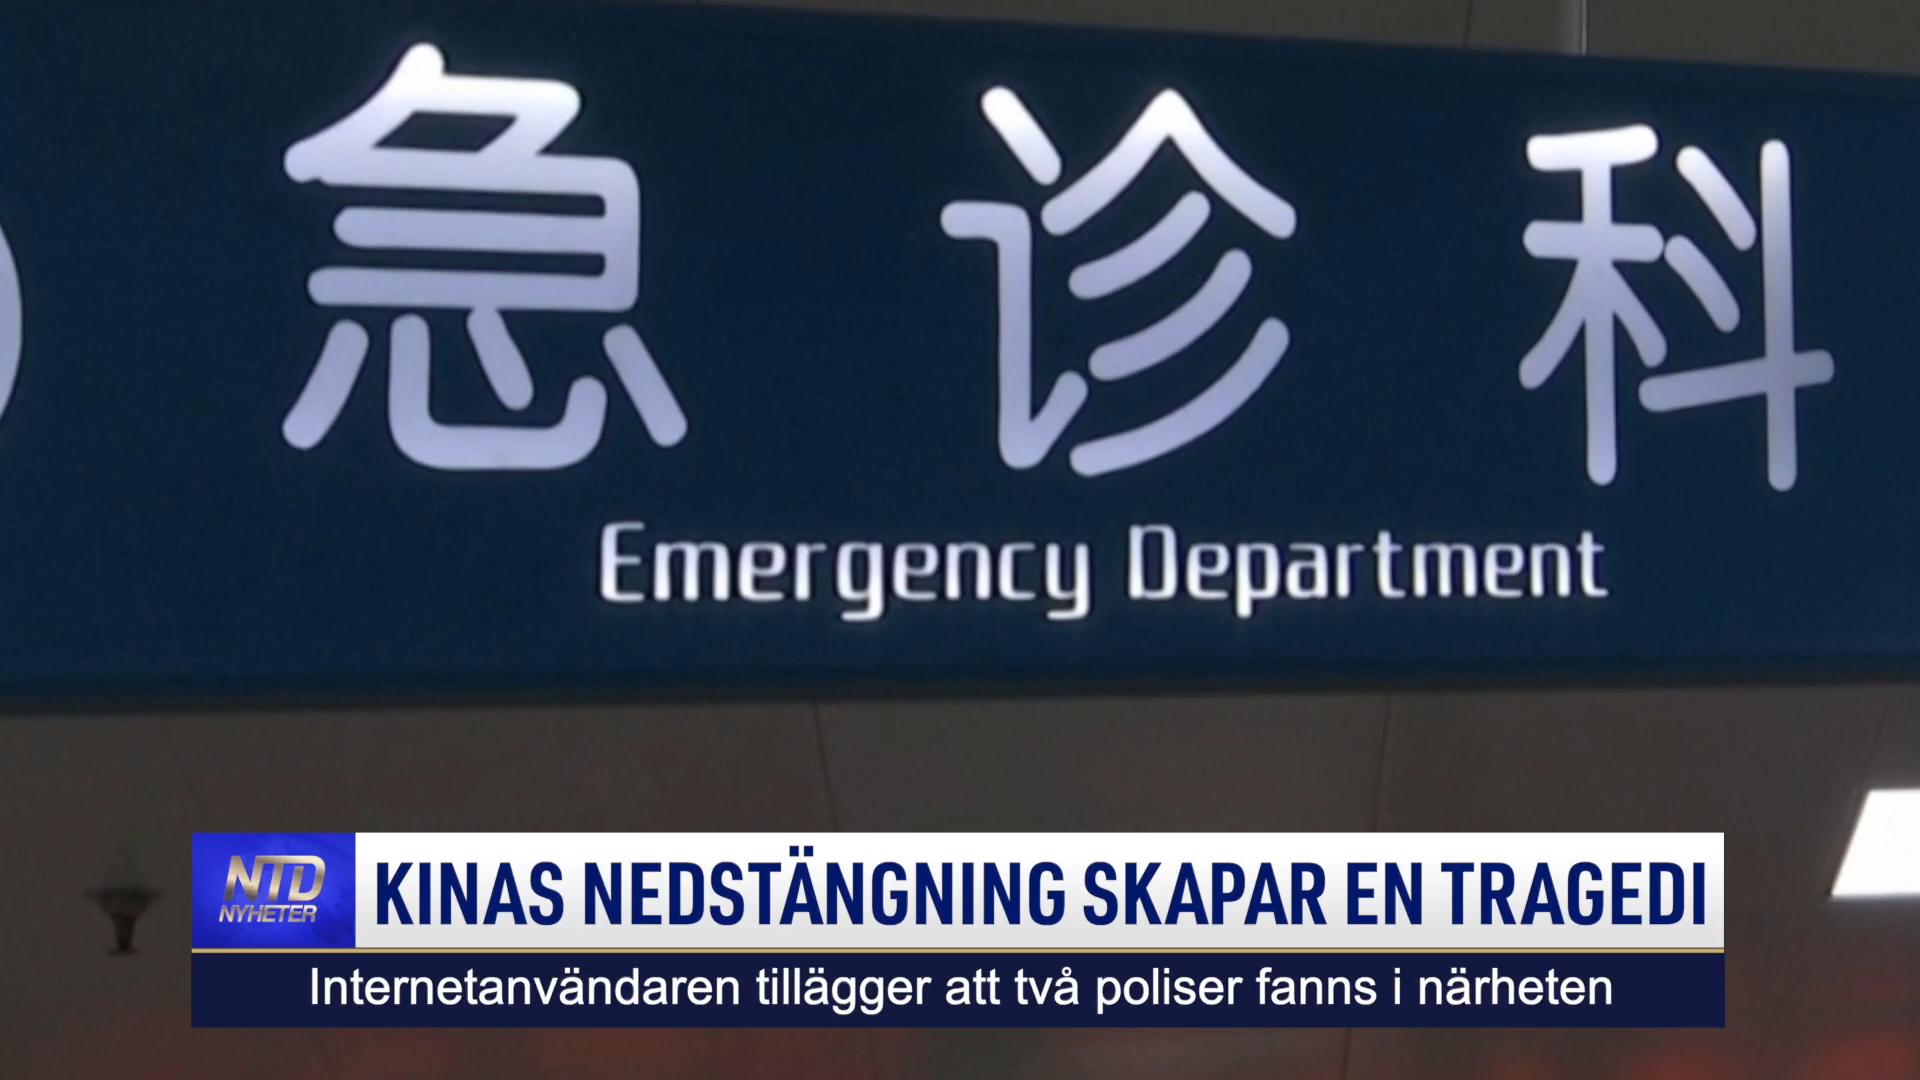 急诊科
Emergency Department
NTD
NYHETER
KINAS NEDSTÄNGNING SKAPAR EN TRAGEDI
Internetanvändaren tillägger att två poliser fanns i närheten